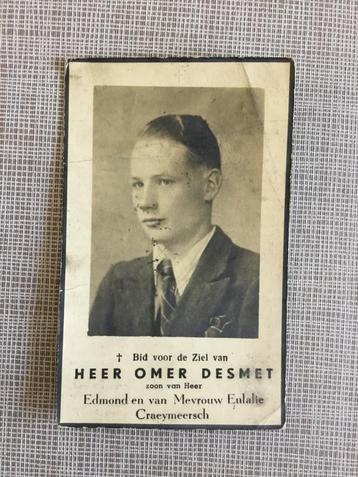 † Bid voor de Ziel van
HEER OMER DESMET
zoon van Heer
Edmond en van Mevrouw Eulalie
Craeymeersch